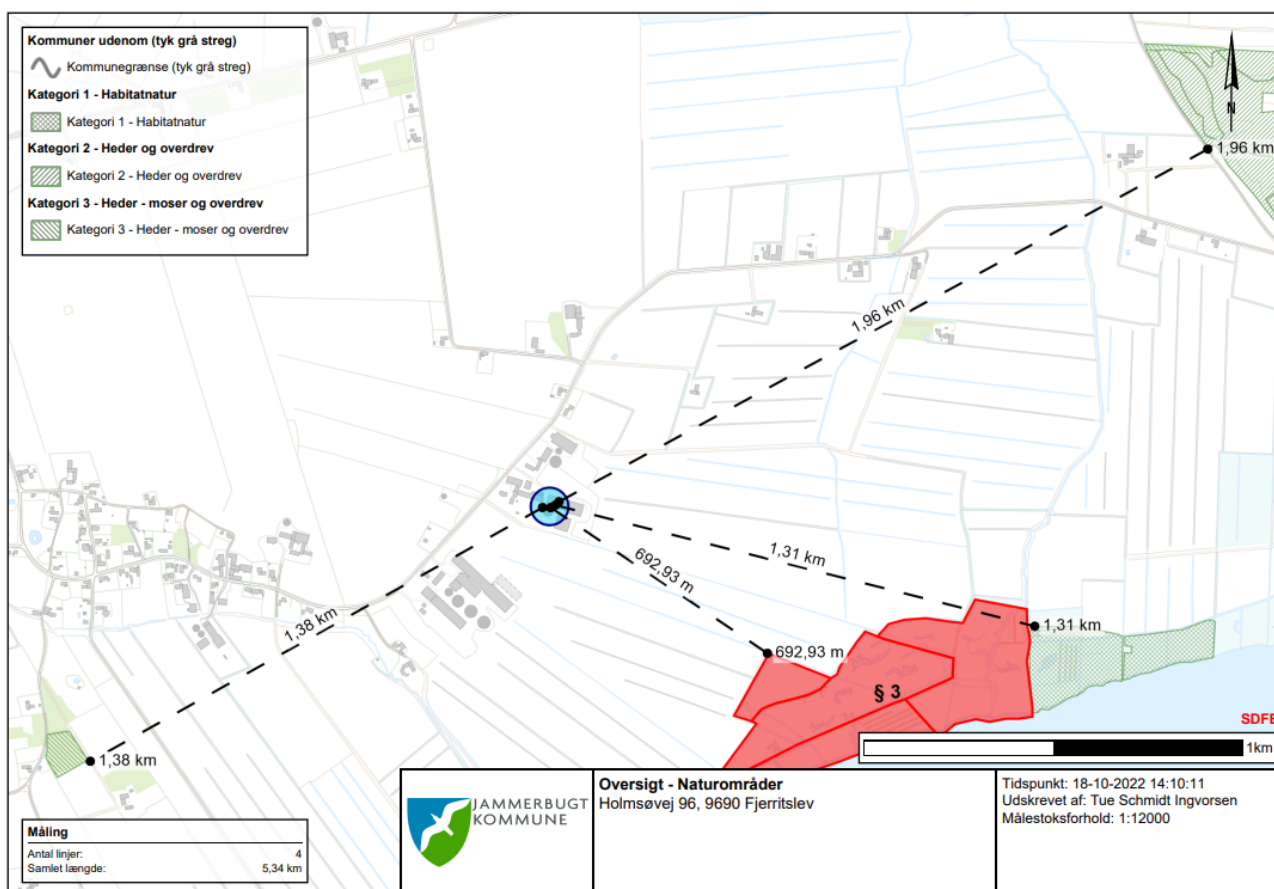 Kommuner udenom (tyk grå streg)
Kommunegrænse (tyk grå streg)
Kategori 1 - Habitatnatur
Kategori 1 - Habitatnatur
Kategori 2 - Heder og overdrev
Kategori 2 - Heder og overdrev
Kategori 3 - Heder - moser og overdrev
Kategori 3 - Heder - moser og overdrev
N
1,96 km
1,96 km
1,31 km
692,93 m
1,38 km
1,31 km
692,93 m
§ 3
1,38 km
SDFE
1km
JAMMERBUGT
KOMMUNE
Oversigt - Naturområder
Holmsøvej 96, 9690 Fjerritslev
Tidspunkt: 18-10-2022 14:10:11
Udskrevet af: Tue Schmidt Ingvorsen
Målestoksforhold: 1:12000
Måling
Antal linjer: 4
Samlet længde: 5,34 km